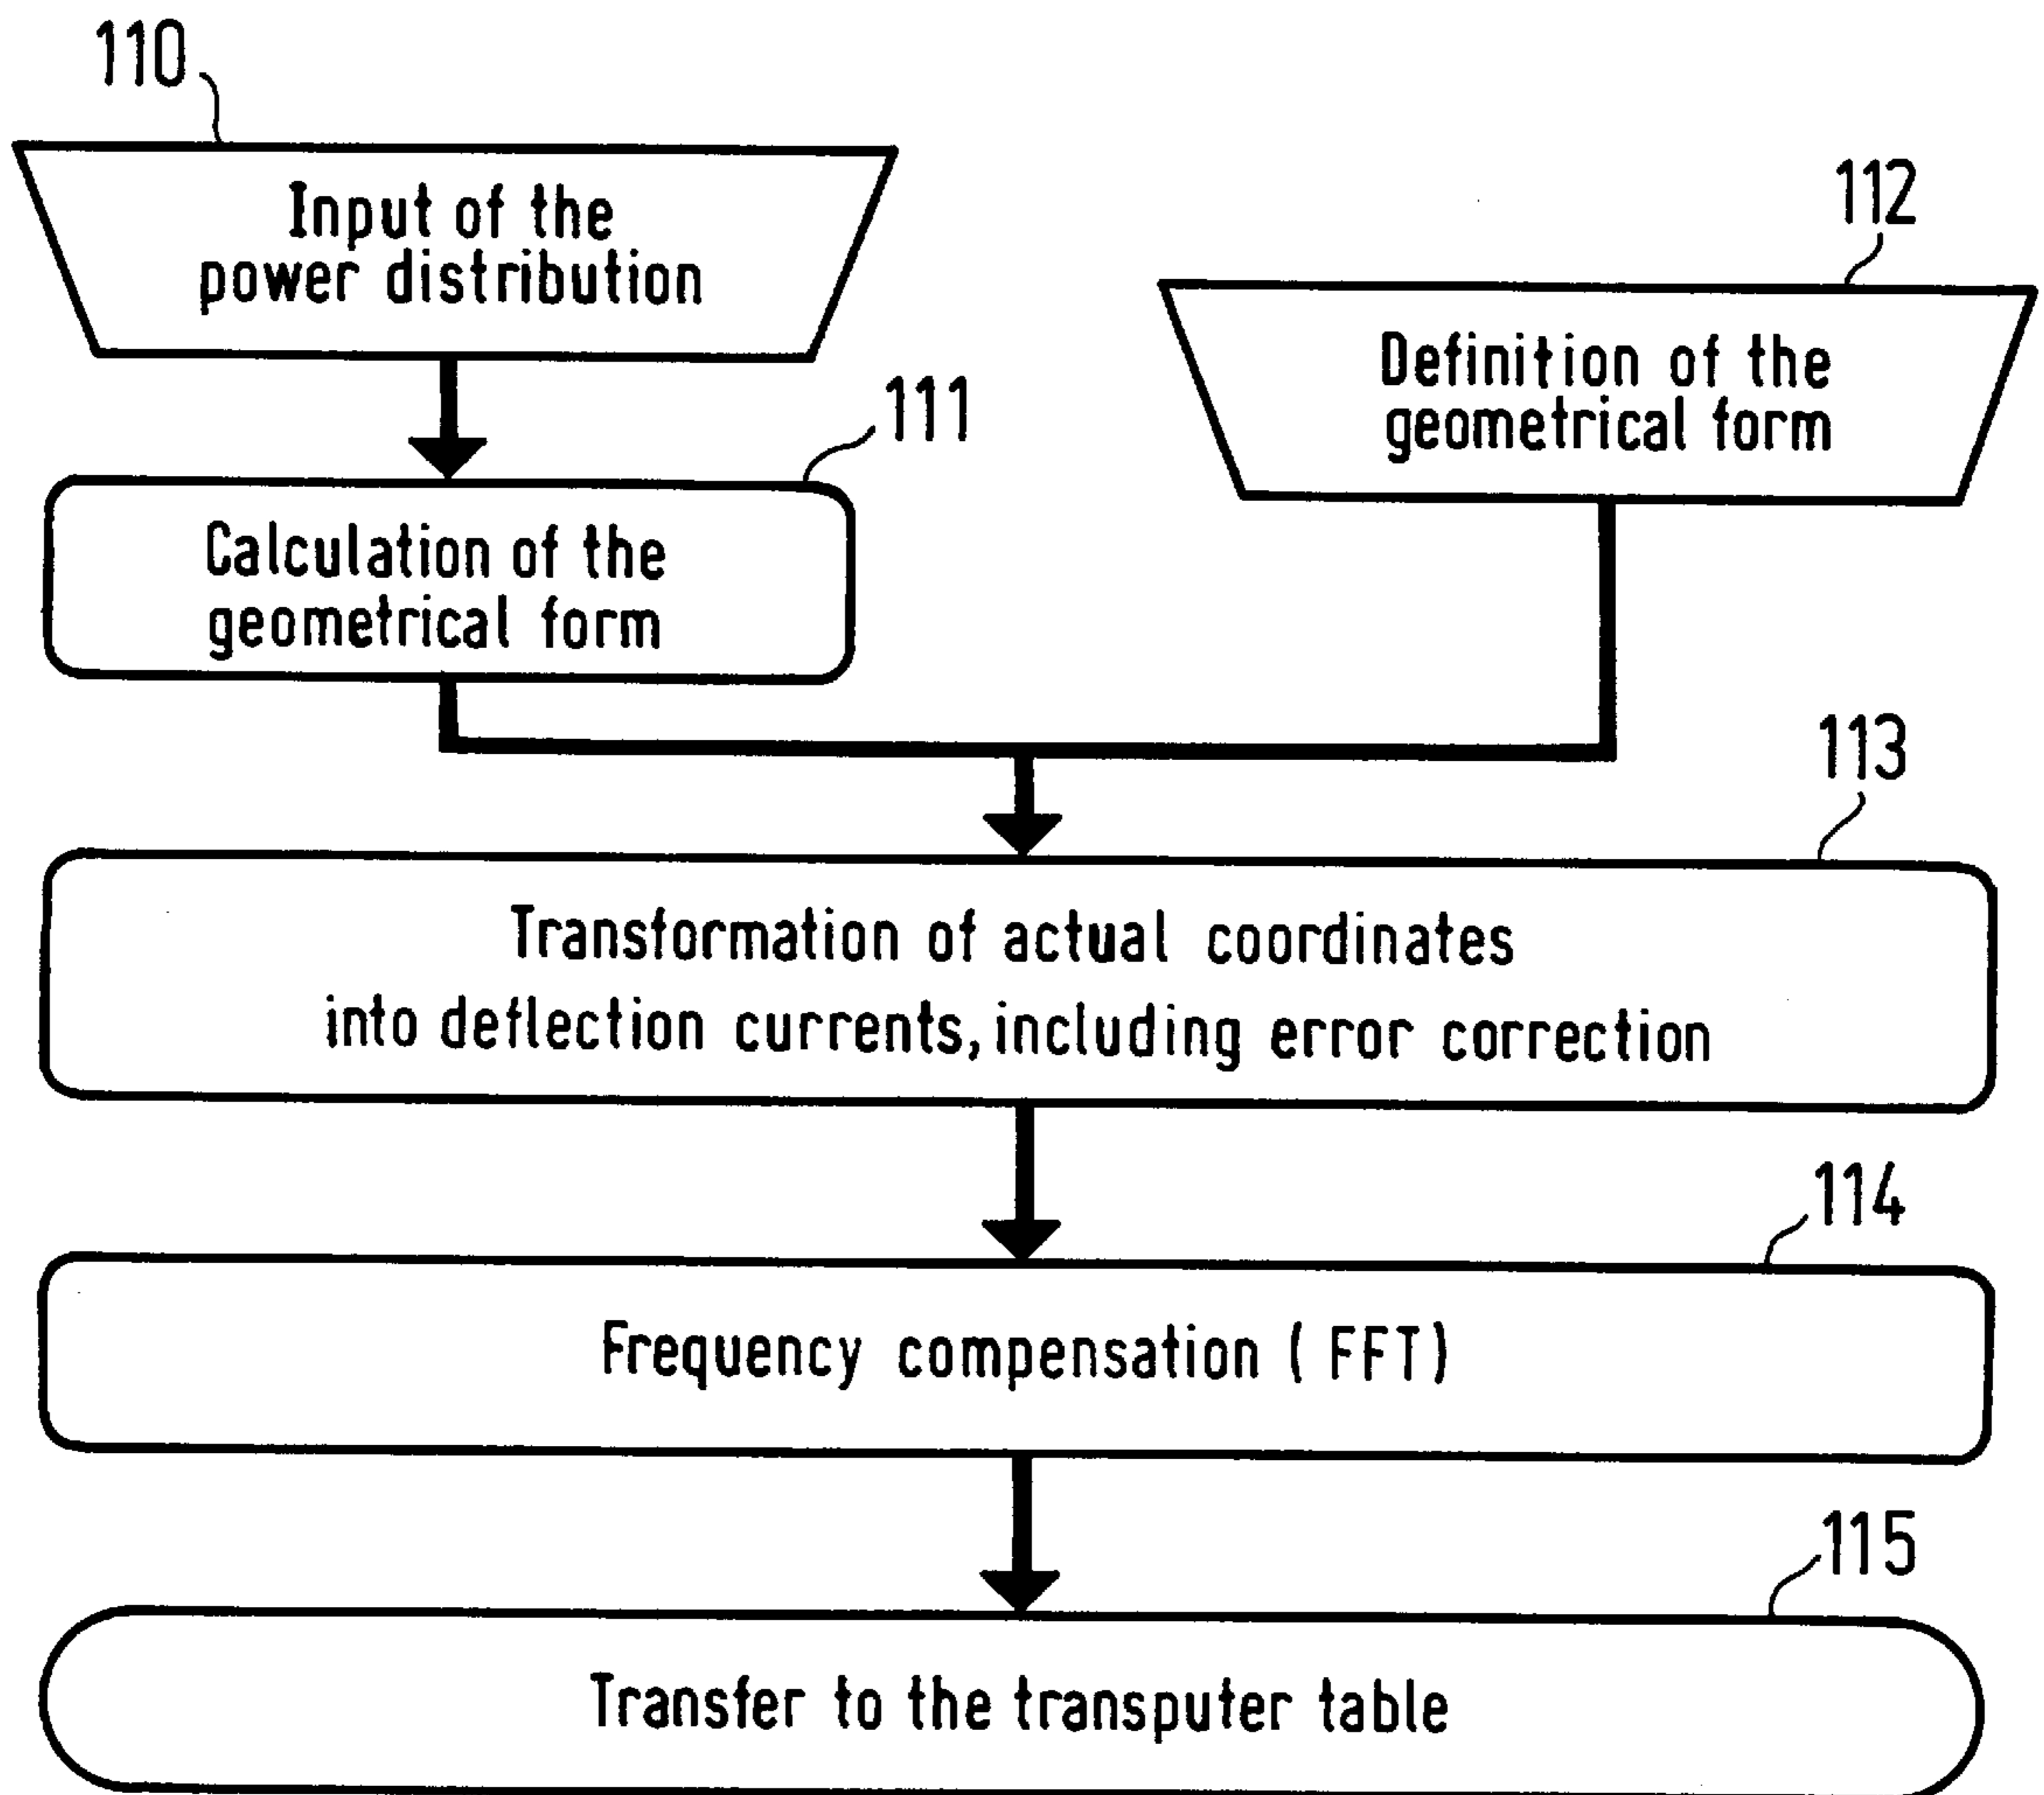 110
Input of the
power distribution
112
Definition of the
geometrical form
111
Calculation of the
geometrical form
113
Transformation of actual coordinates
into deflection currents, including error correction
114
Frequency compensation ( FFT)
115
Transfer to the transputer table